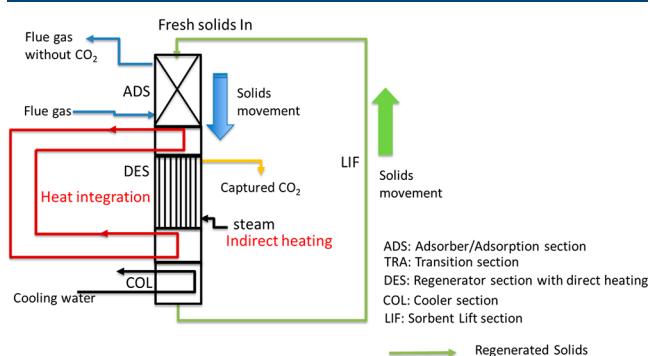 Fresh solids In
Flue gas
without CO₂
ADS
Flue gas
Solids
movement
DES
Captured CO₂
Heat integration
steam
Indirect heating
COL
Cooling water
LIF
Solids
movement
ADS: Adsorber/Adsorption section
TRA: Transition section
DES: Regenerator section with direct heating
COL: Cooler section
LIF: Sorbent Lift section
Regenerated Solids